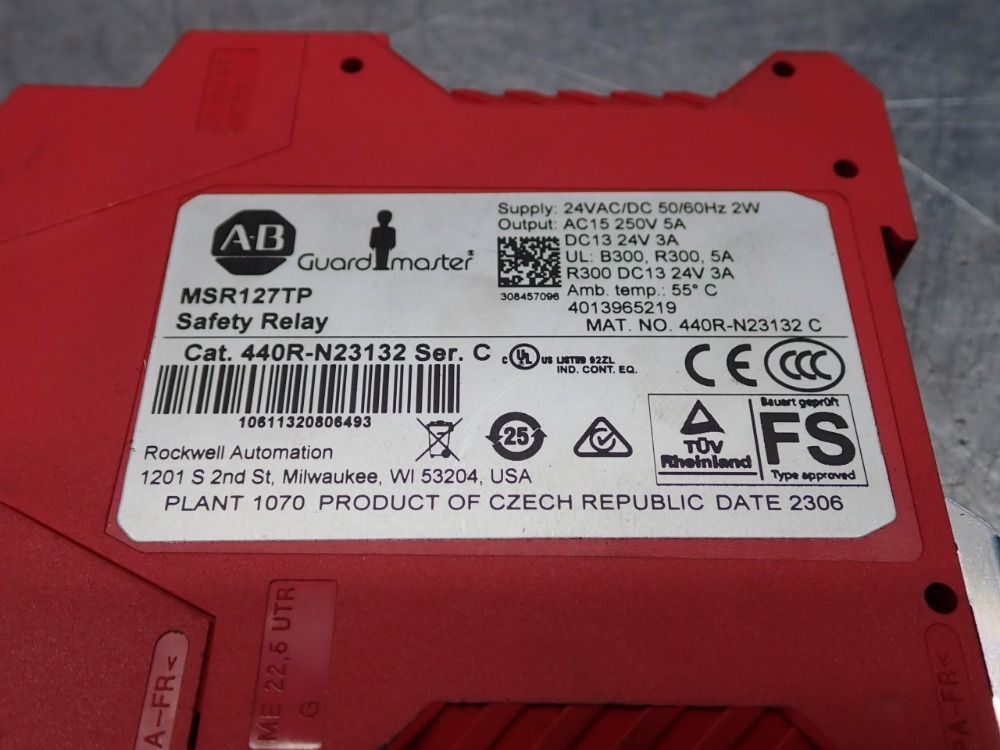 A-B
Guardmaster®
MSR127TP
Safety Relay
Supply: 24VAC/DC 50/60Hz 2W
Output: AC15 250V 5A
DC13 24V 3A
UL: B300, R300, 5A
R300 DC13 24V 3A
Amb. temp.: 55° C
308457096
4013965219
MAT. NO. 440R-N23132 C
Cat. 440R-N23132 Ser. C
C UL US LISTED 92ZL
IND. CONT. EQ.
CE
CCC
10611320806493
25
TÜV
Rheinland
Bauart geprüft
FS
Type approved
Rockwell Automation
1201 S 2nd St, Milwaukee, WI 53204, USA
PLANT 1070 PRODUCT OF CZECH REPUBLIC DATE 2306
ME 22,5 UTR
G
A-FR<
A-FR<